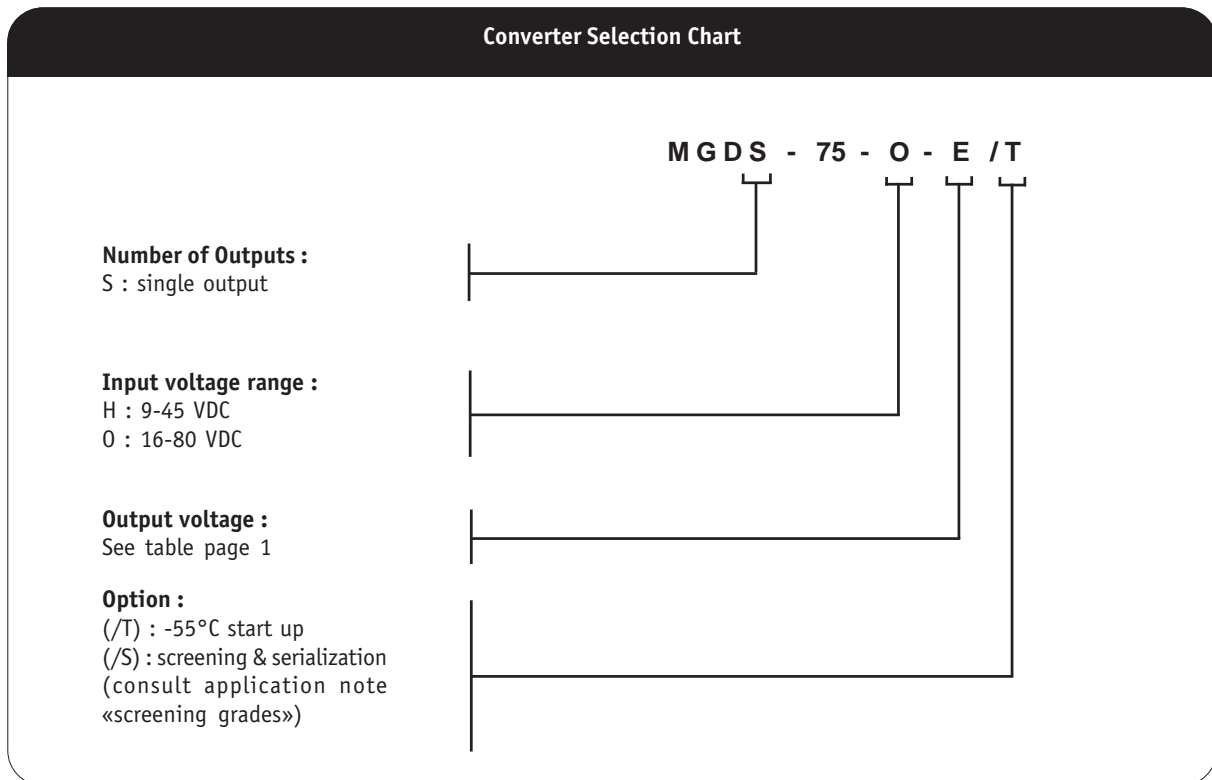 Converter Selection Chart
MGDS - 75 - O - E /T
Number of Outputs :
S : single output
Input voltage range :
H : 9-45 VDC
O : 16-80 VDC
Output voltage :
See table page 1
Option :
(/T) : -55°C start up
(/S) : screening & serialization
(consult application note
«screening grades»)